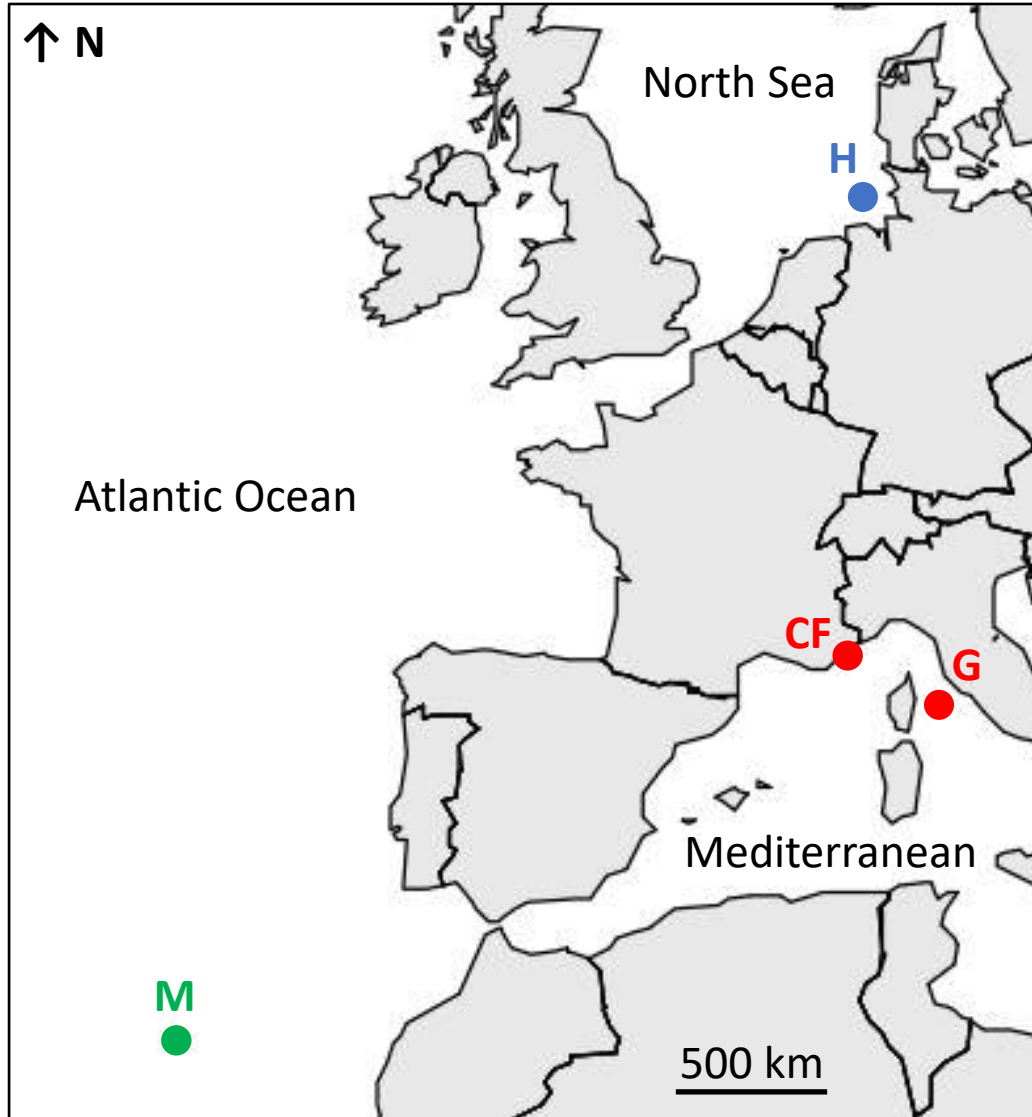 ↑ N
North Sea
H
Atlantic Ocean
CF
G
Mediterranean
M
500 km